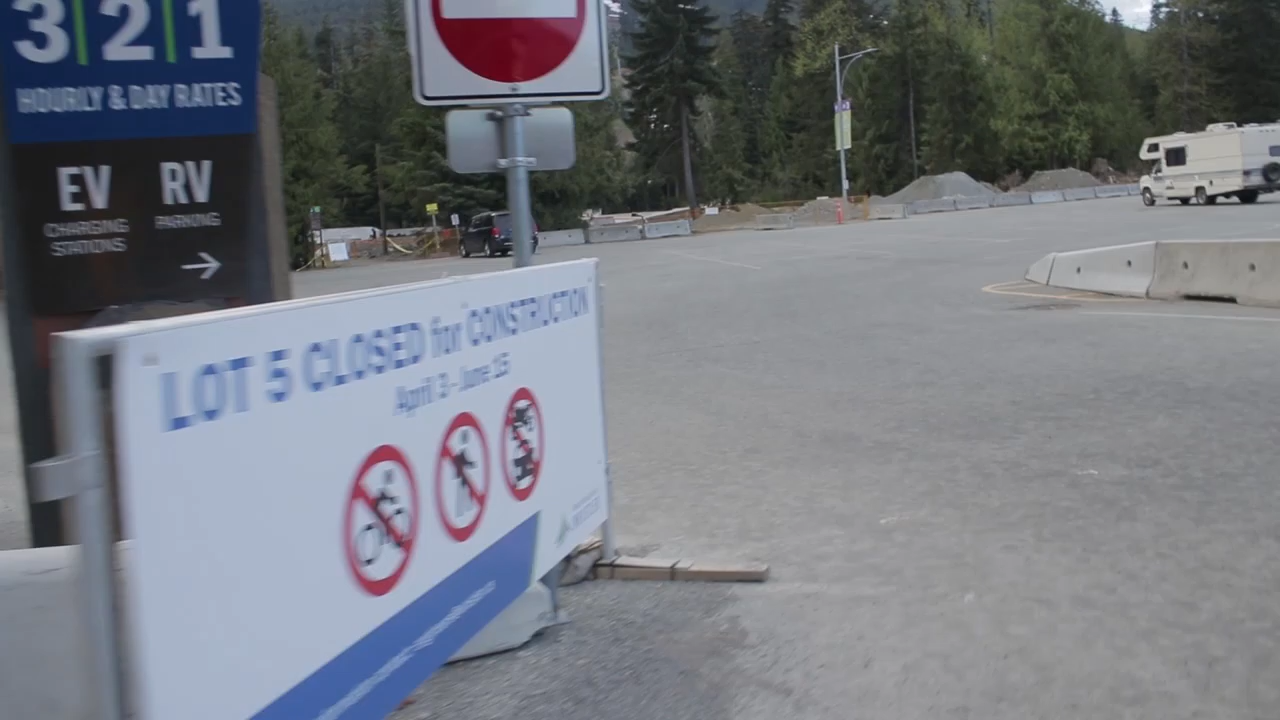 3|2|1
HOURLY & DAY RATES
EV RV
CHARGING STATIONS PARKING
LOT 5 CLOSED for CONSTRUCTION
April 3 - June 15